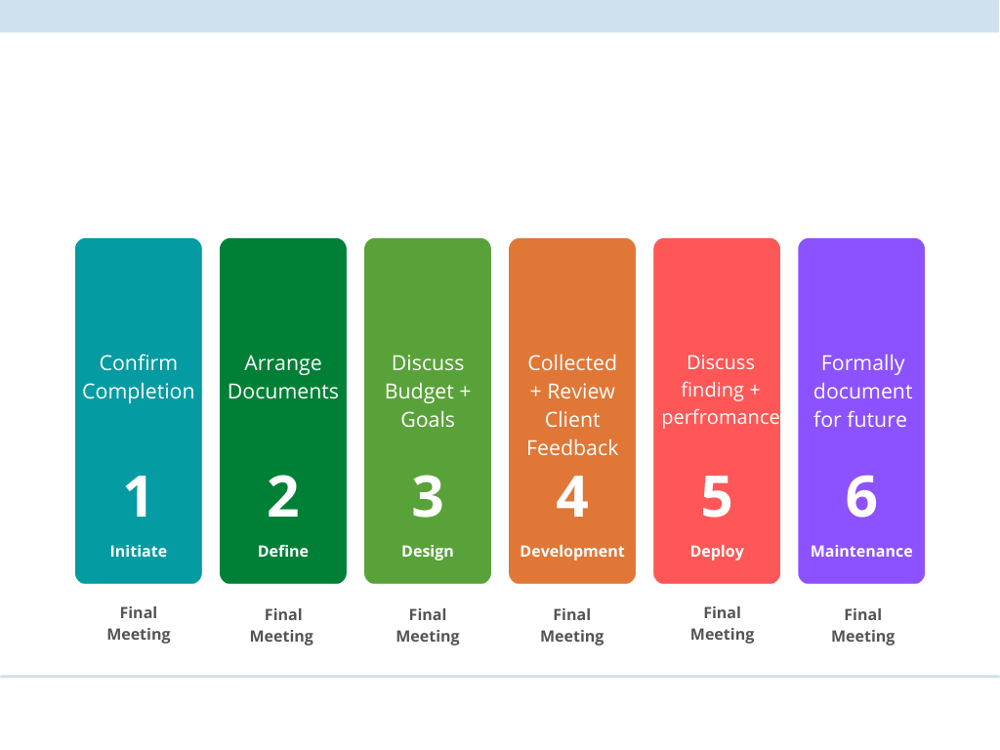 Confirm
Completion
1
Initiate
Final
Meeting
Arrange
Documents
2
Define
Final
Meeting
Discuss
Budget +
Goals
3
Design
Final
Meeting
Collected
+ Review
Client
Feedback
4
Development
Final
Meeting
Discuss
finding +
perfromance
5
Deploy
Final
Meeting
Formally
document
for future
6
Maintenance
Final
Meeting